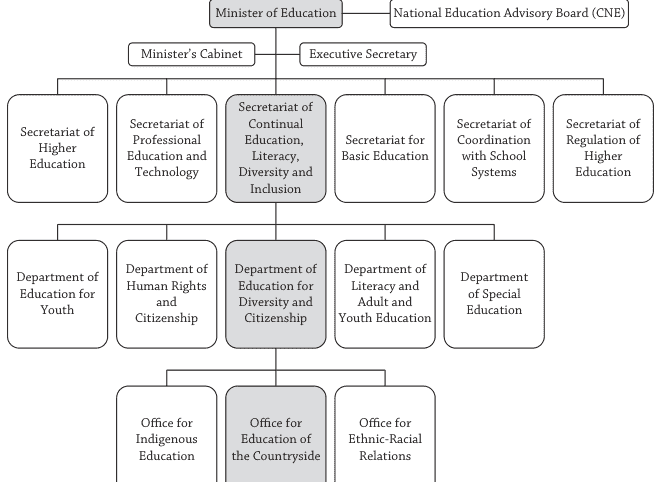 Minister of Education
National Education Advisory Board (CNE)
Minister’s Cabinet
Executive Secretary
Secretariat of
Higher
Education
Secretariat of
Professional
Education and
Technology
Secretariat of
Continual
Education,
Literacy,
Diversity and
Inclusion
Secretariat for
Basic Education
Secretariat of
Coordination
with School
Systems
Secretariat of
Regulation of
Higher
Education
Department of
Education for
Youth
Department of
Human Rights
and
Citizenship
Department of
Education for
Diversity and
Citizenship
Department of
Literacy and
Adult and
Youth Education
Department
of Special
Education
Office for
Indigenous
Education
Office for
Education of
the Countryside
Office for
Ethnic-Racial
Relations